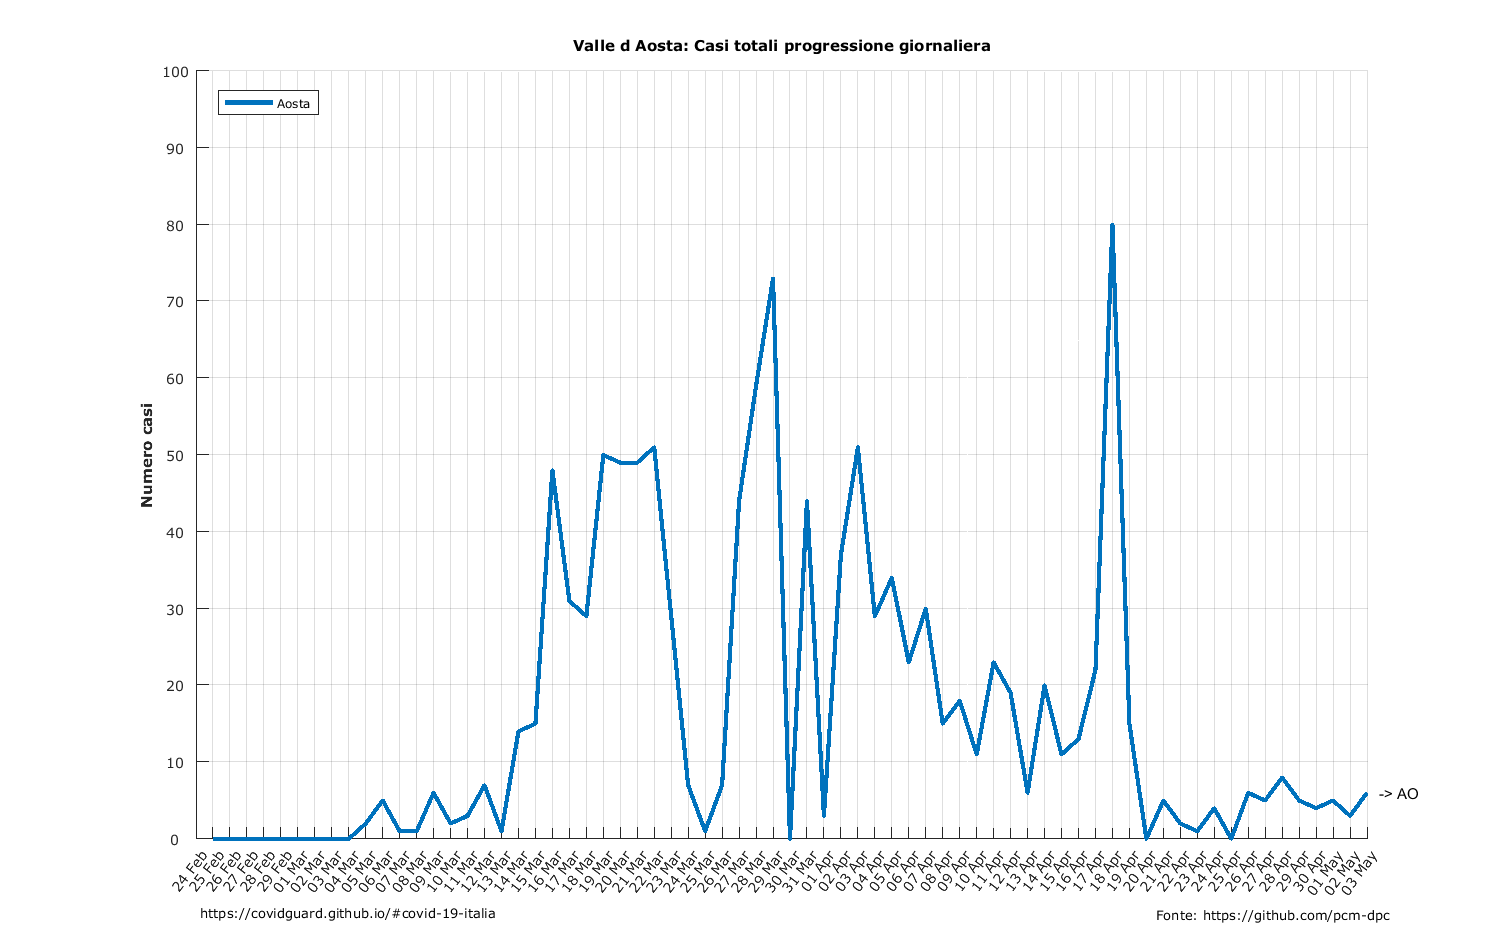 Valle d Aosta: Casi totali progressione giornaliera
100
90
80
70
60
50
40
30
20
10
0
Aosta
Numero casi
-> AO
24 Feb
25 Feb
26 Feb
27 Feb
28 Feb
29 Feb
01 Mar
02 Mar
03 Mar
04 Mar
05 Mar
06 Mar
07 Mar
08 Mar
09 Mar
10 Mar
11 Mar
12 Mar
13 Mar
14 Mar
15 Mar
16 Mar
17 Mar
18 Mar
19 Mar
20 Mar
21 Mar
22 Mar
23 Mar
24 Mar
25 Mar
26 Mar
27 Mar
28 Mar
29 Mar
30 Mar
31 Mar
01 Apr
02 Apr
03 Apr
04 Apr
05 Apr
06 Apr
07 Apr
08 Apr
09 Apr
10 Apr
11 Apr
12 Apr
13 Apr
14 Apr
15 Apr
16 Apr
17 Apr
18 Apr
19 Apr
20 Apr
21 Apr
22 Apr
23 Apr
24 Apr
25 Apr
26 Apr
27 Apr
28 Apr
29 Apr
30 Apr
01 May
02 May
03 May
https://covidguard.github.io/#covid-19-italia
Fonte: https://github.com/pcm-dpc